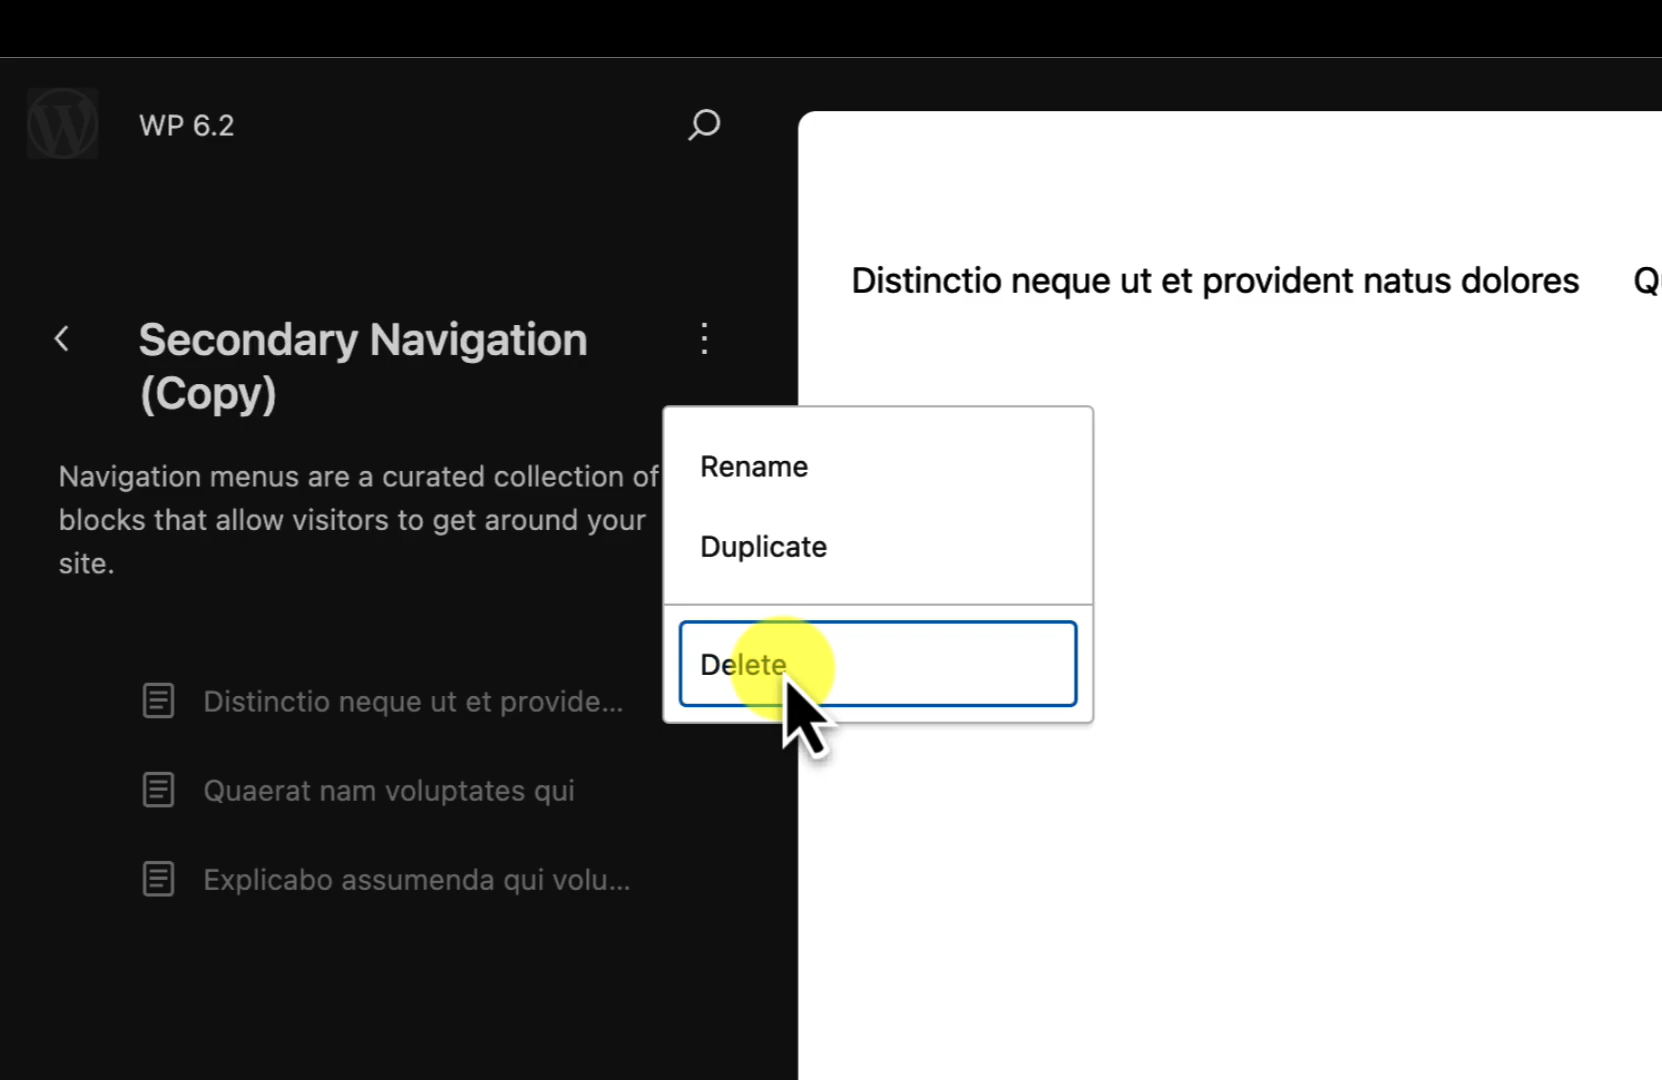 WP 6.2
Distinctio neque ut et provident natus dolores
Secondary Navigation
(Copy)
Navigation menus are a curated collection of
blocks that allow visitors to get around your
site.
Rename
Duplicate
Delete
Distinctio neque ut et provide...
Quaerat nam voluptates qui
Explicabo assumenda qui volu...